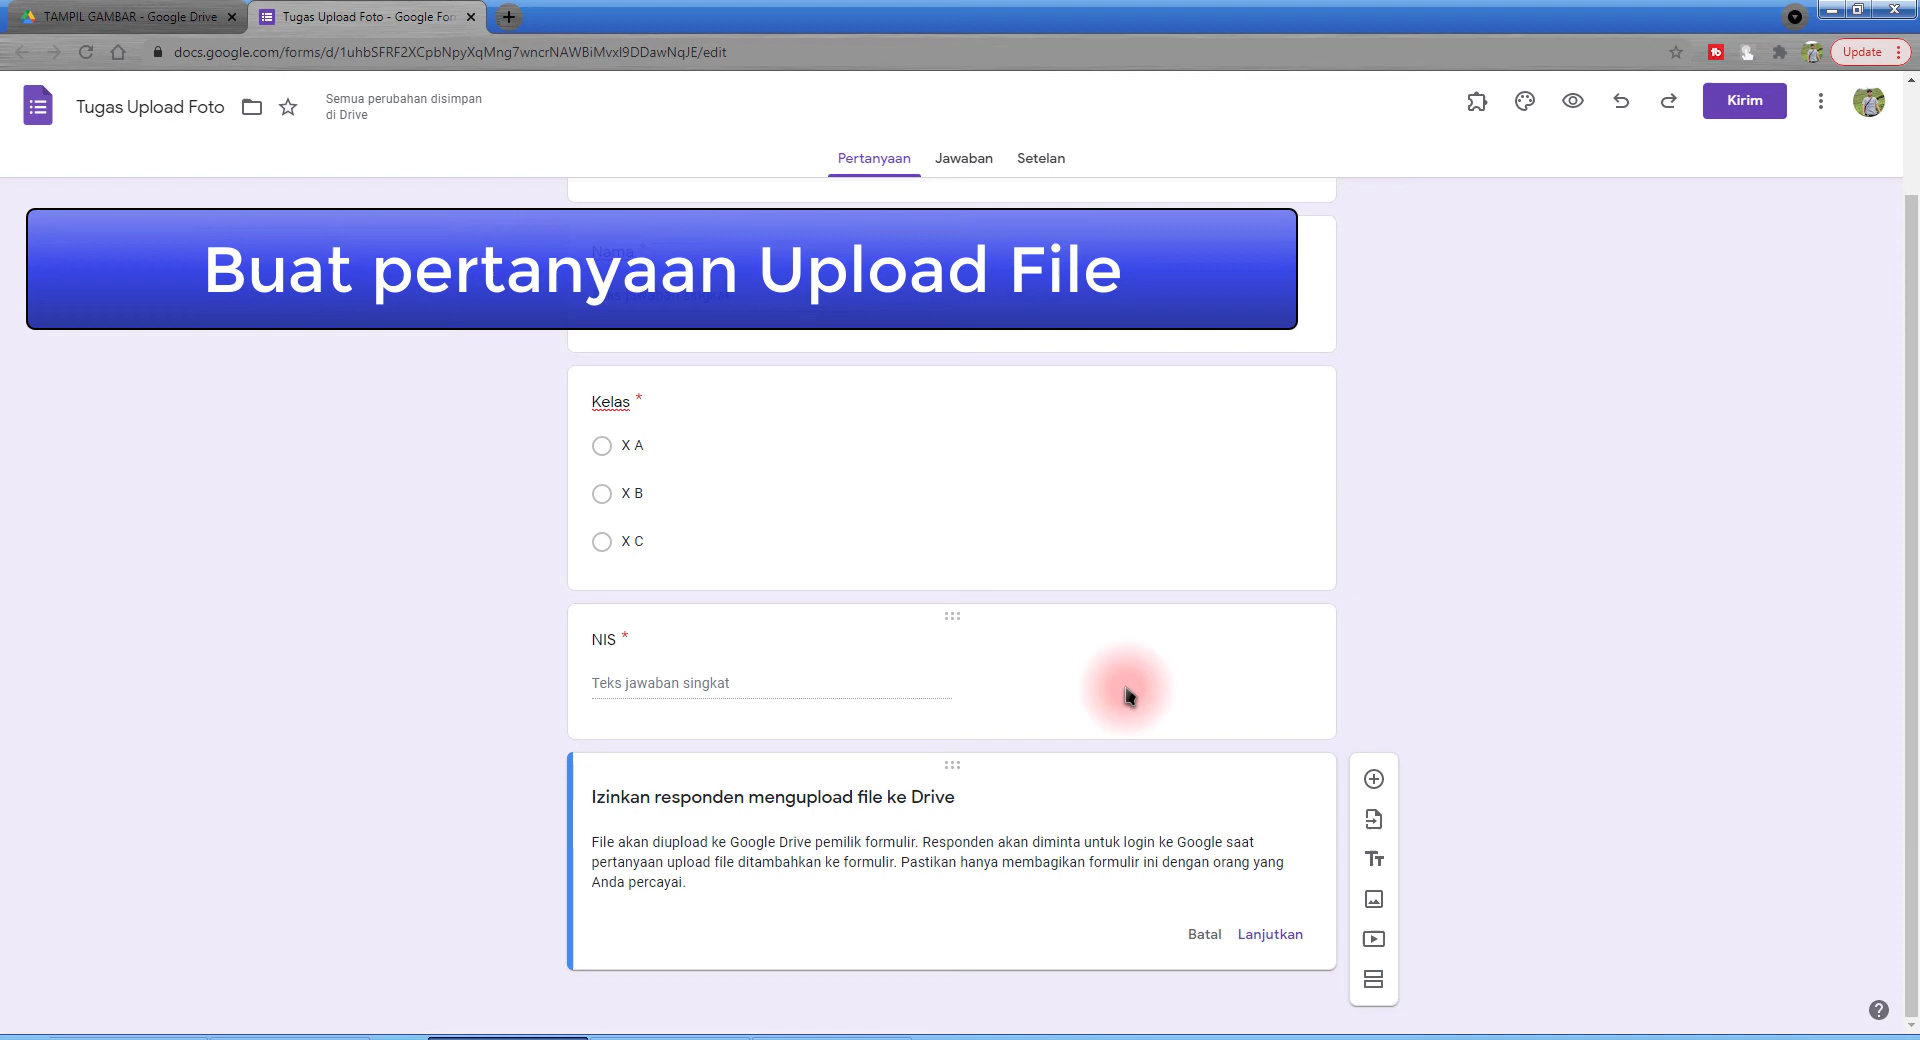 TAMPIL GAMBAR - Google Drive
Tugas Upload Foto - Google For
docs.google.com/forms/d/1uhbSFRF2XCpbNpyXqMng7wncrNAWBiMvxI9DDawNqJE/edit
Update
Tugas Upload Foto
Semua perubahan disimpan
di Drive
Kirim
Pertanyaan
Jawaban
Setelan
Nama *
Buat pertanyaan Upload File
Kelas *
X A
X B
X C
NIS *
Teks jawaban singkat
Izinkan responden mengupload file ke Drive
File akan diupload ke Google Drive pemilik formulir. Responden akan diminta untuk login ke Google saat
pertanyaan upload file ditambahkan ke formulir. Pastikan hanya membagikan formulir ini dengan orang yang
Anda percayai.
Batal
Lanjutkan